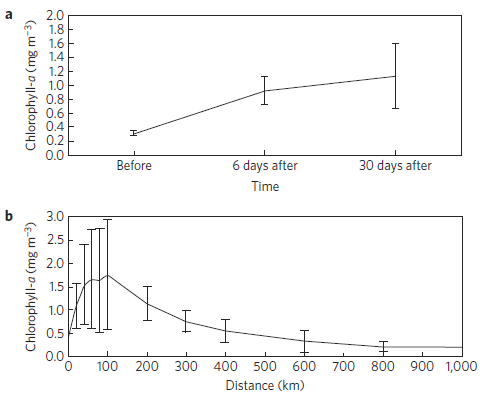 a
Chlorophyll-a (mg m⁻³)
2.0
1.8
1.6
1.4
1.2
1.0
0.8
0.6
0.4
0.2
0.0
Before 6 days after 30 days after
Time
b
Chlorophyll-a (mg m⁻³)
3.0
2.5
2.0
1.5
1.0
0.5
0.0
0 100 200 300 400 500 600 700 800 900 1,000
Distance (km)